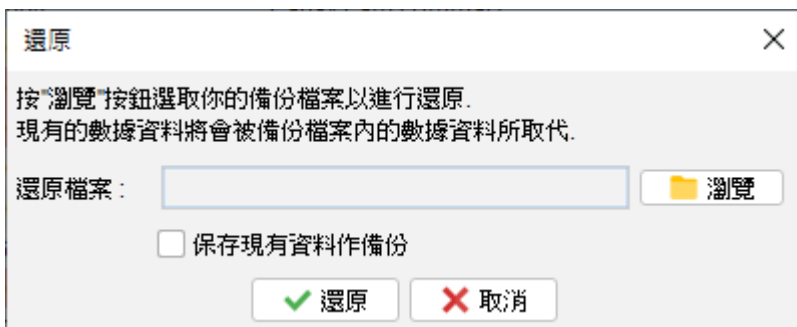 還原
按"瀏覽"按鈕選取你的備份檔案以進行還原.
現有的數據資料將會被備份檔案內的數據資料所取代.
還原檔案 : 瀏覽
保存現有資料作備份
還原 取消